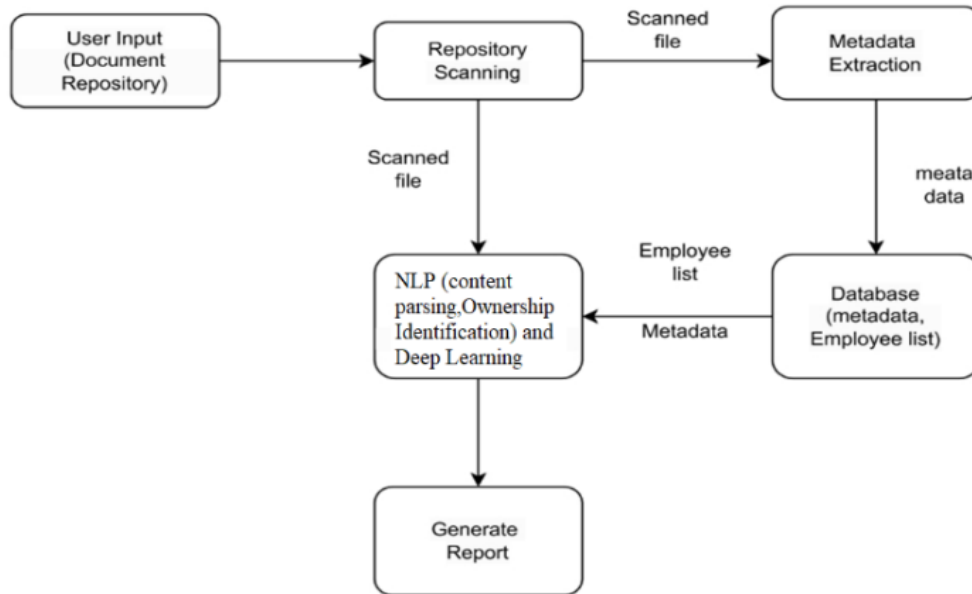 User Input
(Document
Repository)
Repository
Scanning
Scanned
file
Metadata
Extraction
Scanned
file
meata
data
NLP (content
parsing,Ownership
Identification) and
Deep Learning
Employee
list
Metadata
Database
(metadata,
Employee list)
Generate
Report